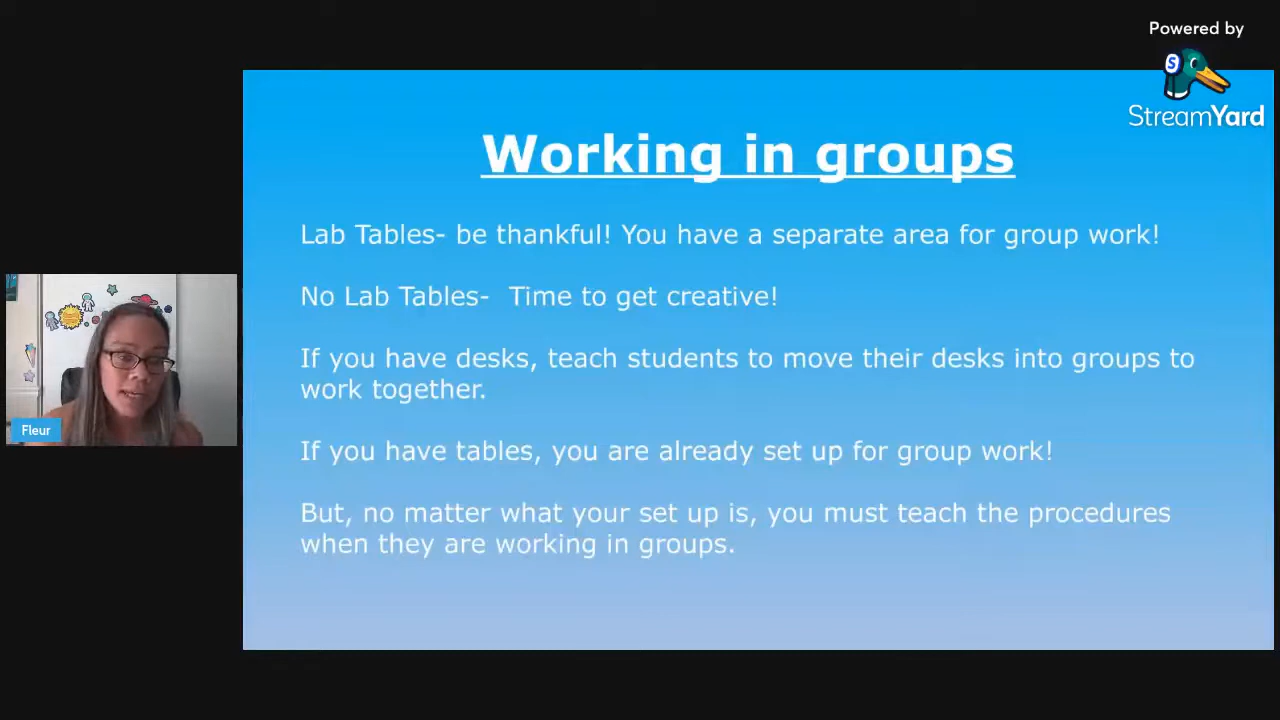 Powered by
StreamYard
Working in groups
Lab Tables- be thankful! You have a separate area for group work!
No Lab Tables-  Time to get creative!
If you have desks, teach students to move their desks into groups to
work together.
If you have tables, you are already set up for group work!
But, no matter what your set up is, you must teach the procedures
when they are working in groups.
Fleur